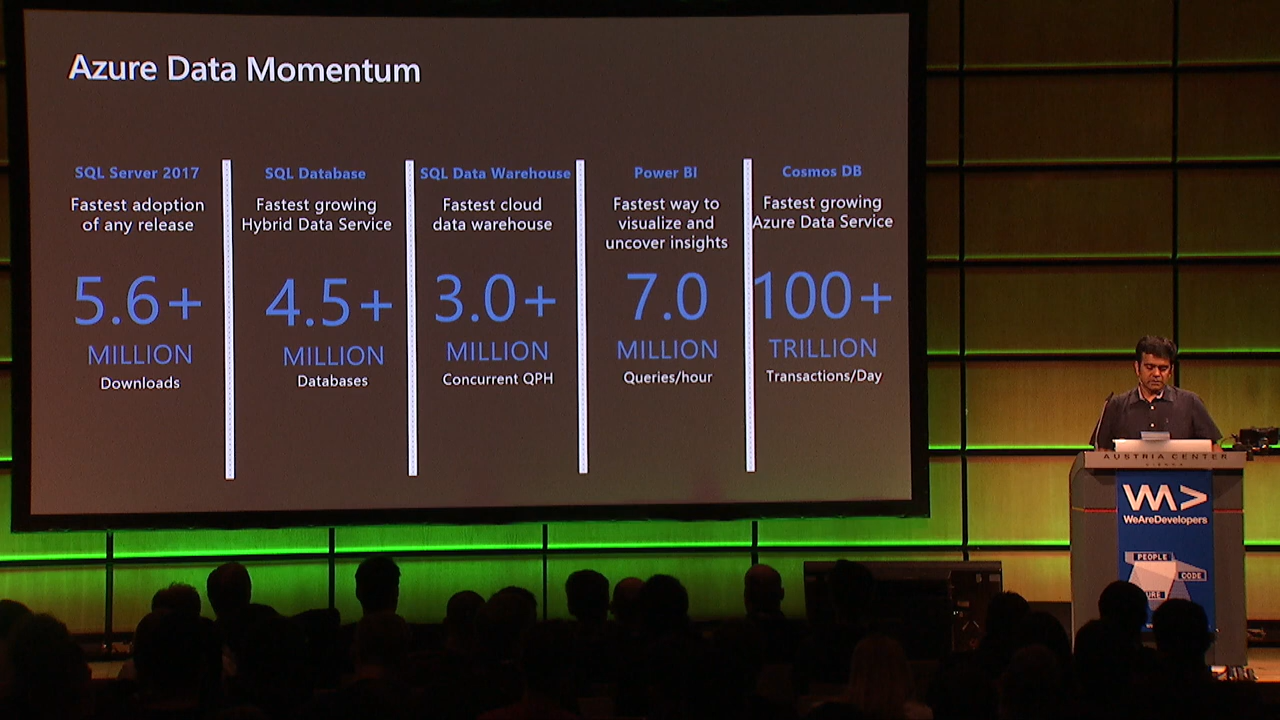 Azure Data Momentum
SQL Server 2017
Fastest adoption
of any release
5.6+
MILLION
Downloads
SQL Database
Fastest growing
Hybrid Data Service
4.5+
MILLION
Databases
SQL Data Warehouse
Fastest cloud
data warehouse
3.0+
MILLION
Concurrent QPH
Power BI
Fastest way to
visualize and
uncover insights
7.0
MILLION
Queries/hour
Cosmos DB
Fastest growing
Azure Data Service
100+
TRILLION
Transactions/Day
AUSTRIA CENTER
VIENNA
WeAreDevelopers
PEOPLE
CODE